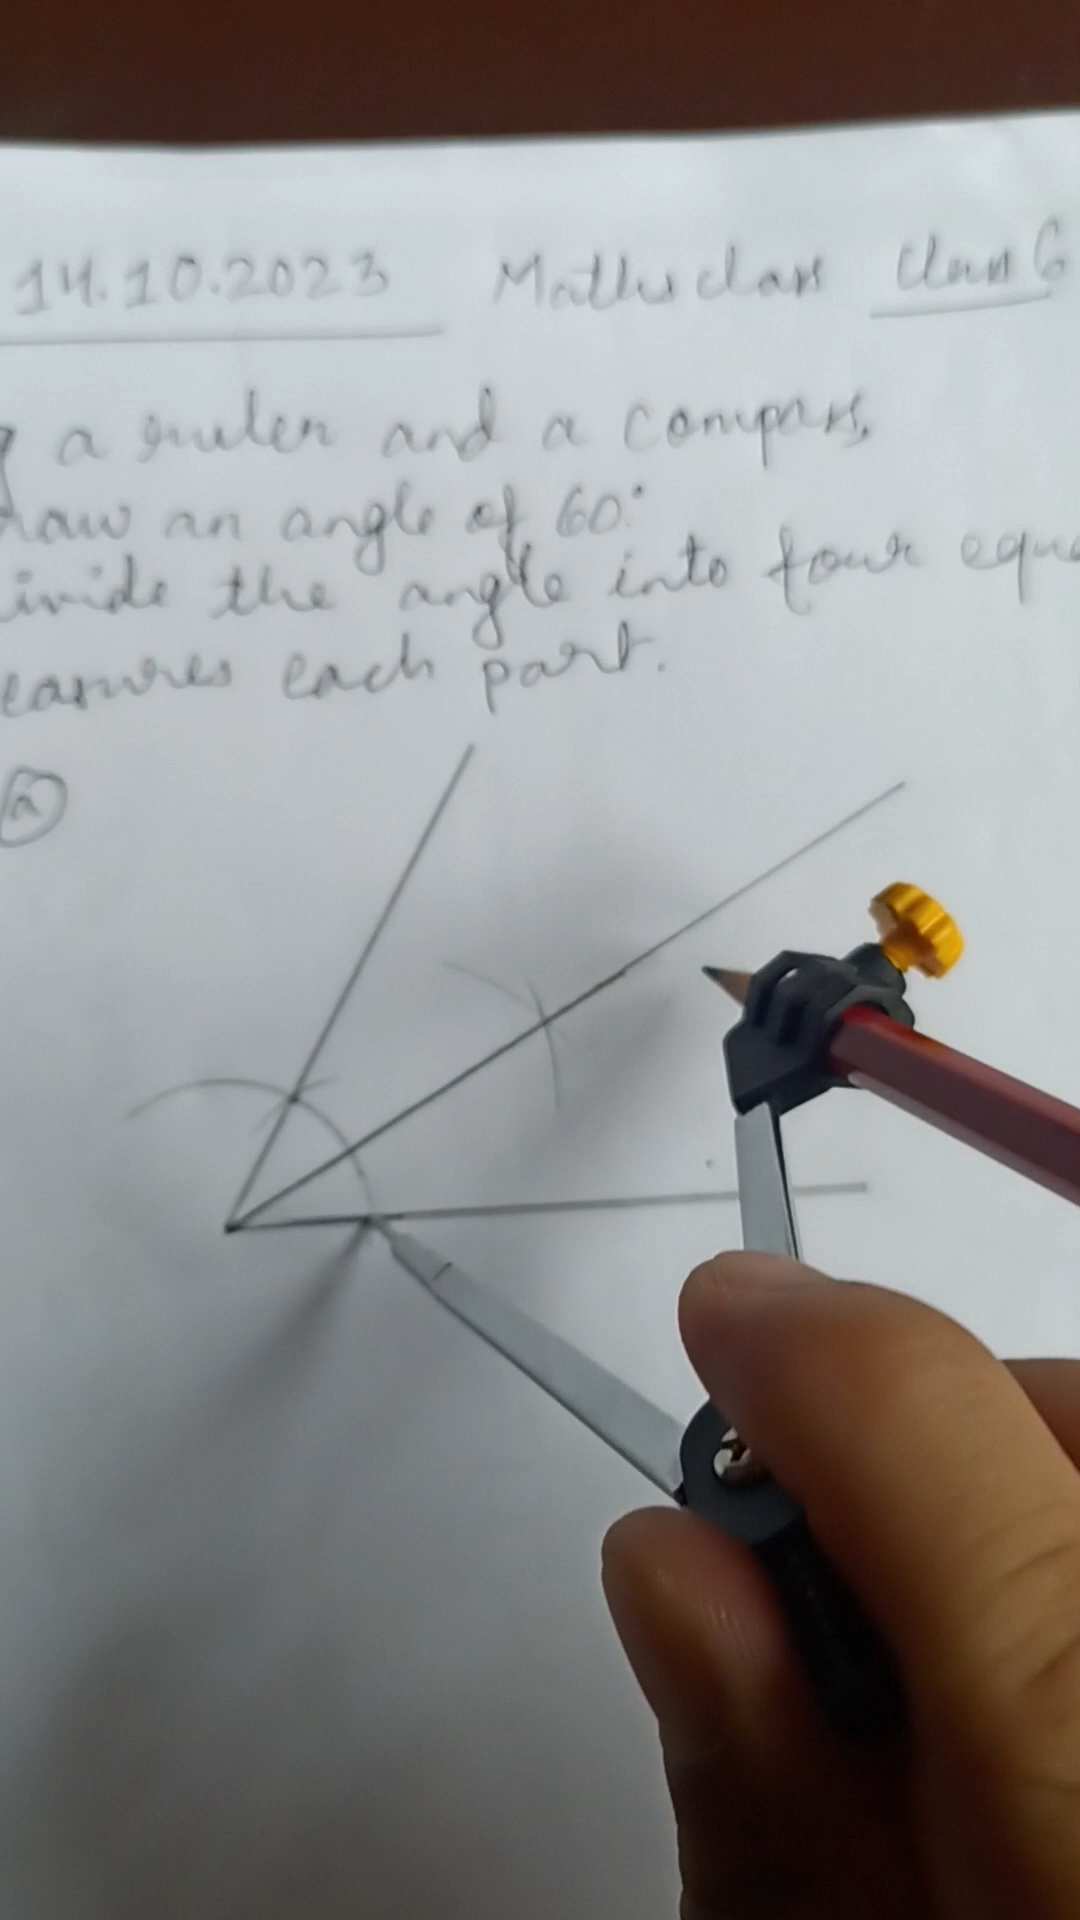 14.10.2023 Maths class Class 6
g a ruler and a compass,
raw an angle of 60°
ivide the angle into four equa
easures each part.
a